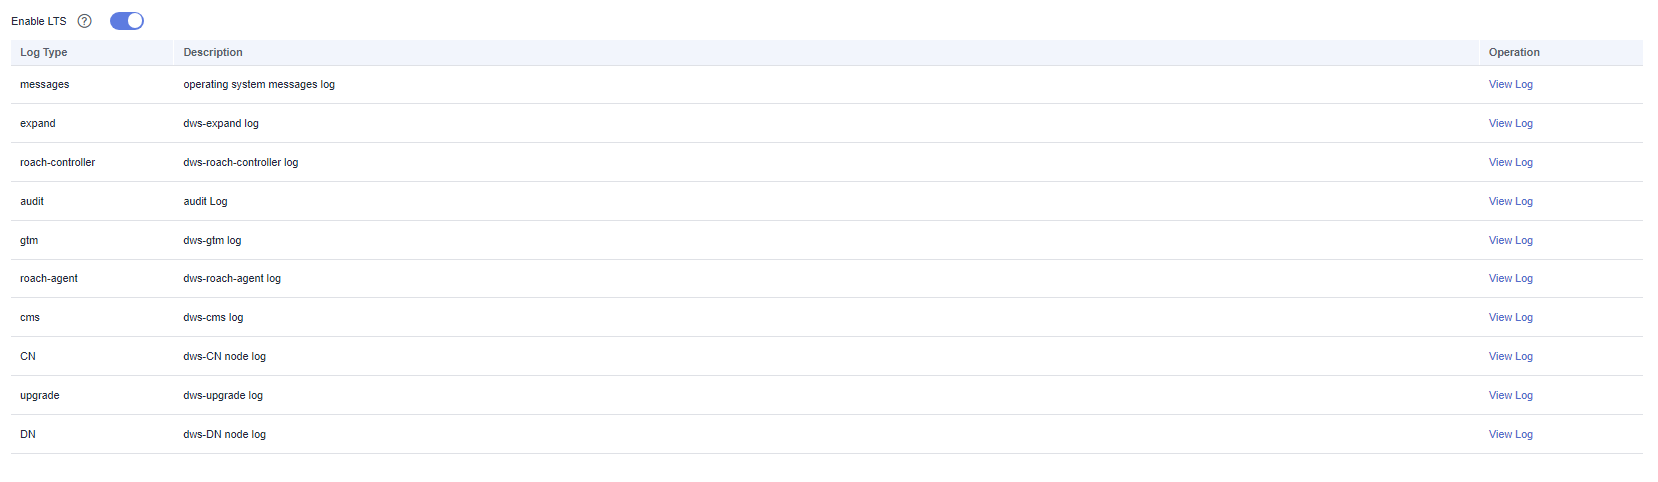 Enable LTS ?
Log Type Description Operation
messages operating system messages log View Log
expand dws-expand log View Log
roach-controller dws-roach-controller log View Log
audit audit Log View Log
gtm dws-gtm log View Log
roach-agent dws-roach-agent log View Log
cms dws-cms log View Log
CN dws-CN node log View Log
upgrade dws-upgrade log View Log
DN dws-DN node log View Log